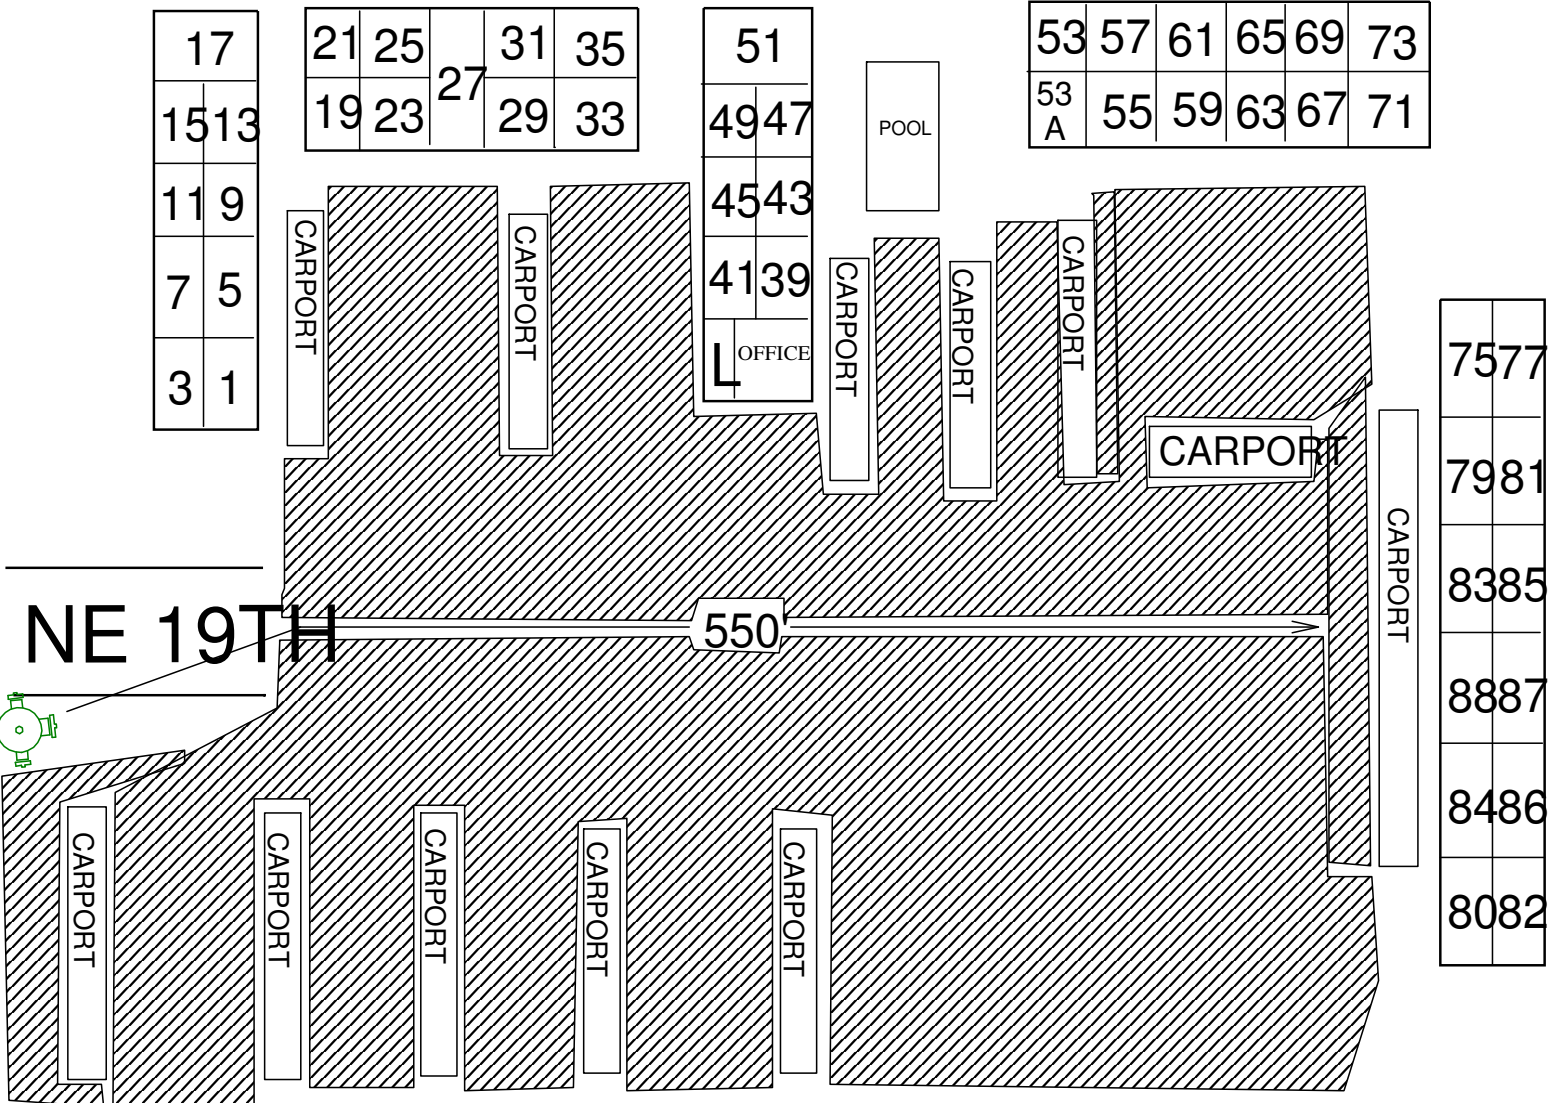 17
15 13
11 9
7 5
3 1
21 25 27 31 35
19 23 29 33
51
49 47
45 43
41 39
L OFFICE
POOL
53 57 61 65 69 73
53 A 55 59 63 67 71
CARPORT
CARPORT
CARPORT
CARPORT
CARPORT
CARPORT
CARPORT
75 77
79 81
83 85
88 87
84 86
80 82
NE 19TH
550'
CARPORT
CARPORT
CARPORT
CARPORT
CARPORT